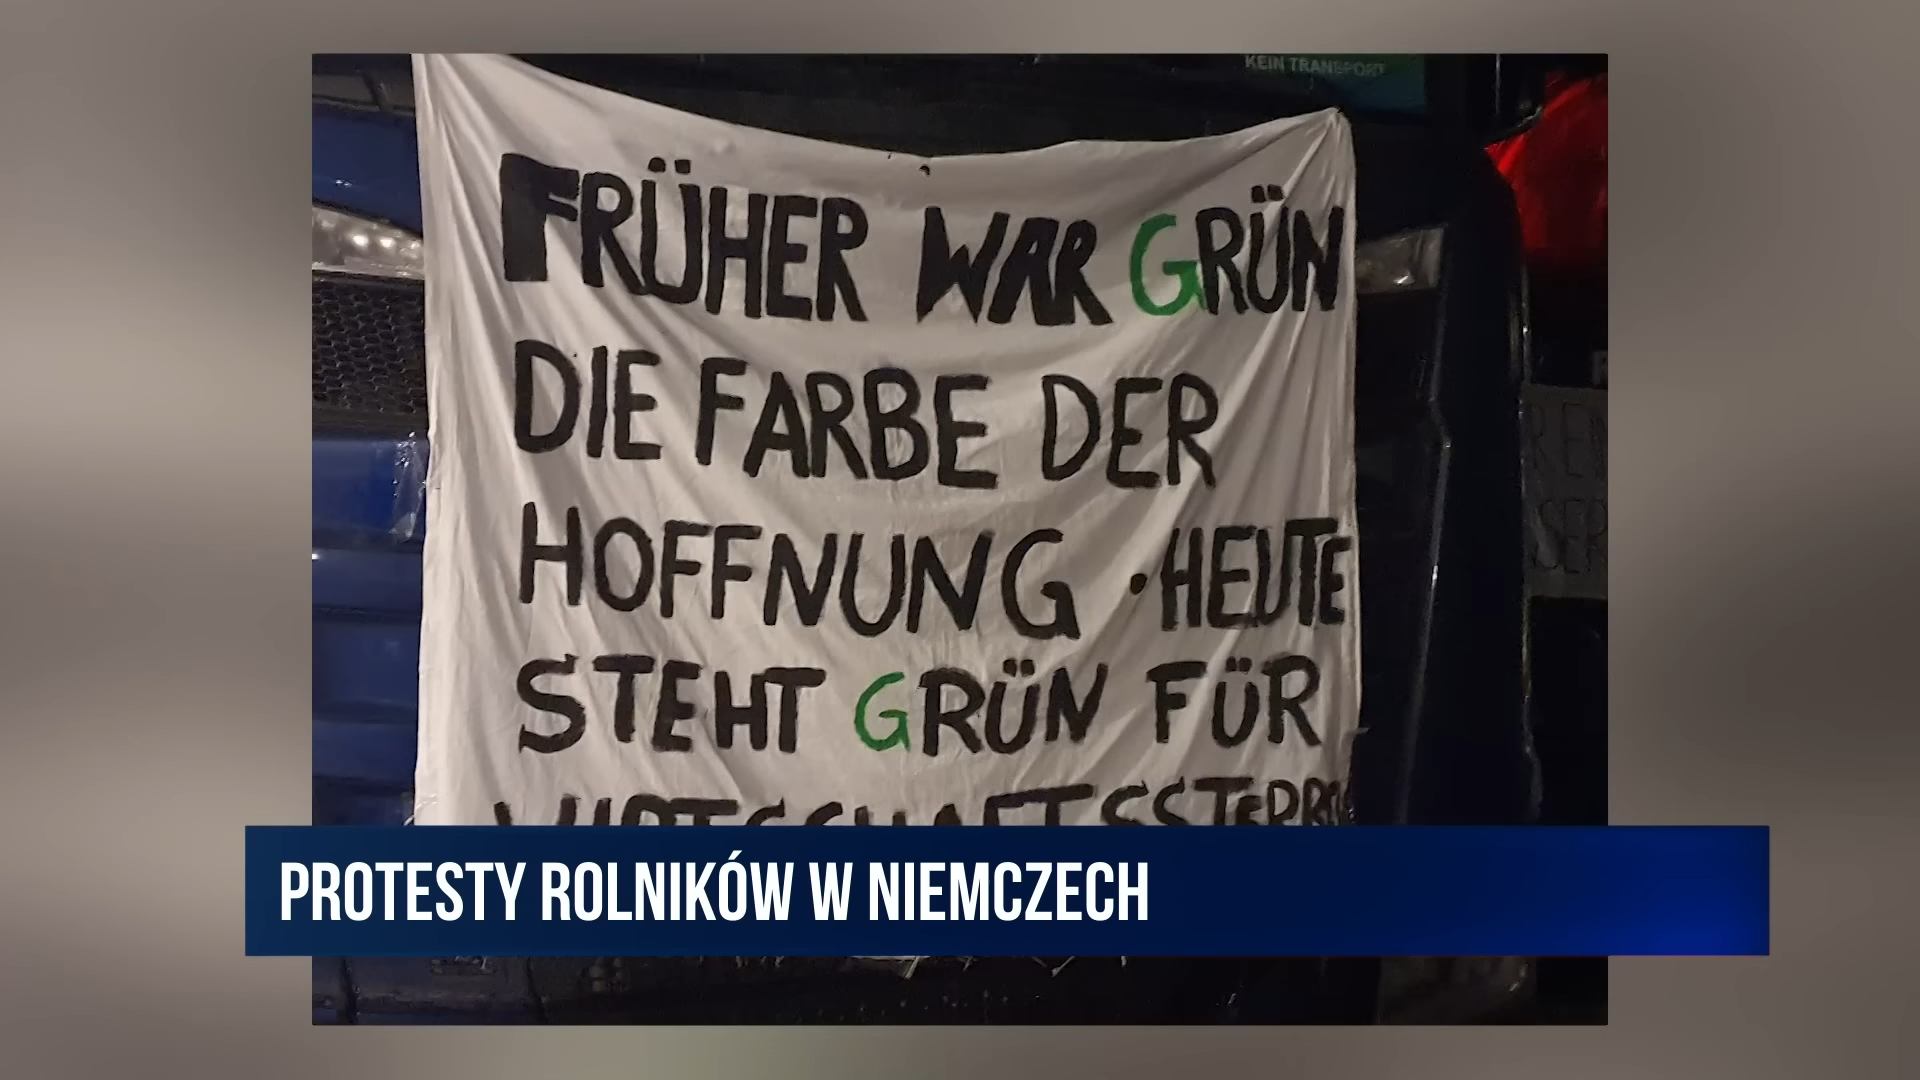 KEIN TRANSPORT
FRÜHER WAR GRÜN
DIE FARBE DER
HOFFNUNG · HEUTE
STEHT GRÜN FÜR
PROTESTY ROLNIKÓW W NIEMCZECH